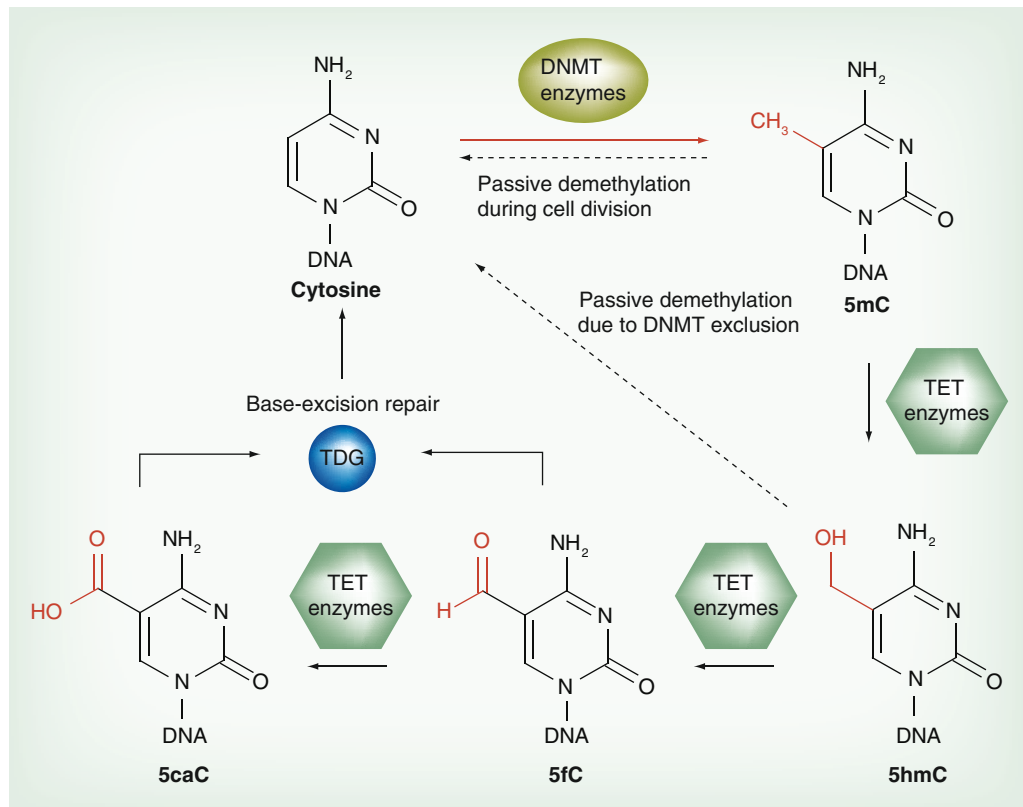 NH2
N
N
O
DNA
Cytosine
DNMT
enzymes
Passive demethylation
during cell division
NH2
CH3
N
N
O
DNA
5mC
Passive demethylation
due to DNMT exclusion
TET
enzymes
Base-excision repair
TDG
O
NH2
HO
N
N
O
DNA
5caC
TET
enzymes
O
NH2
H
N
N
O
DNA
5fC
TET
enzymes
OH
NH2
N
N
O
DNA
5hmC